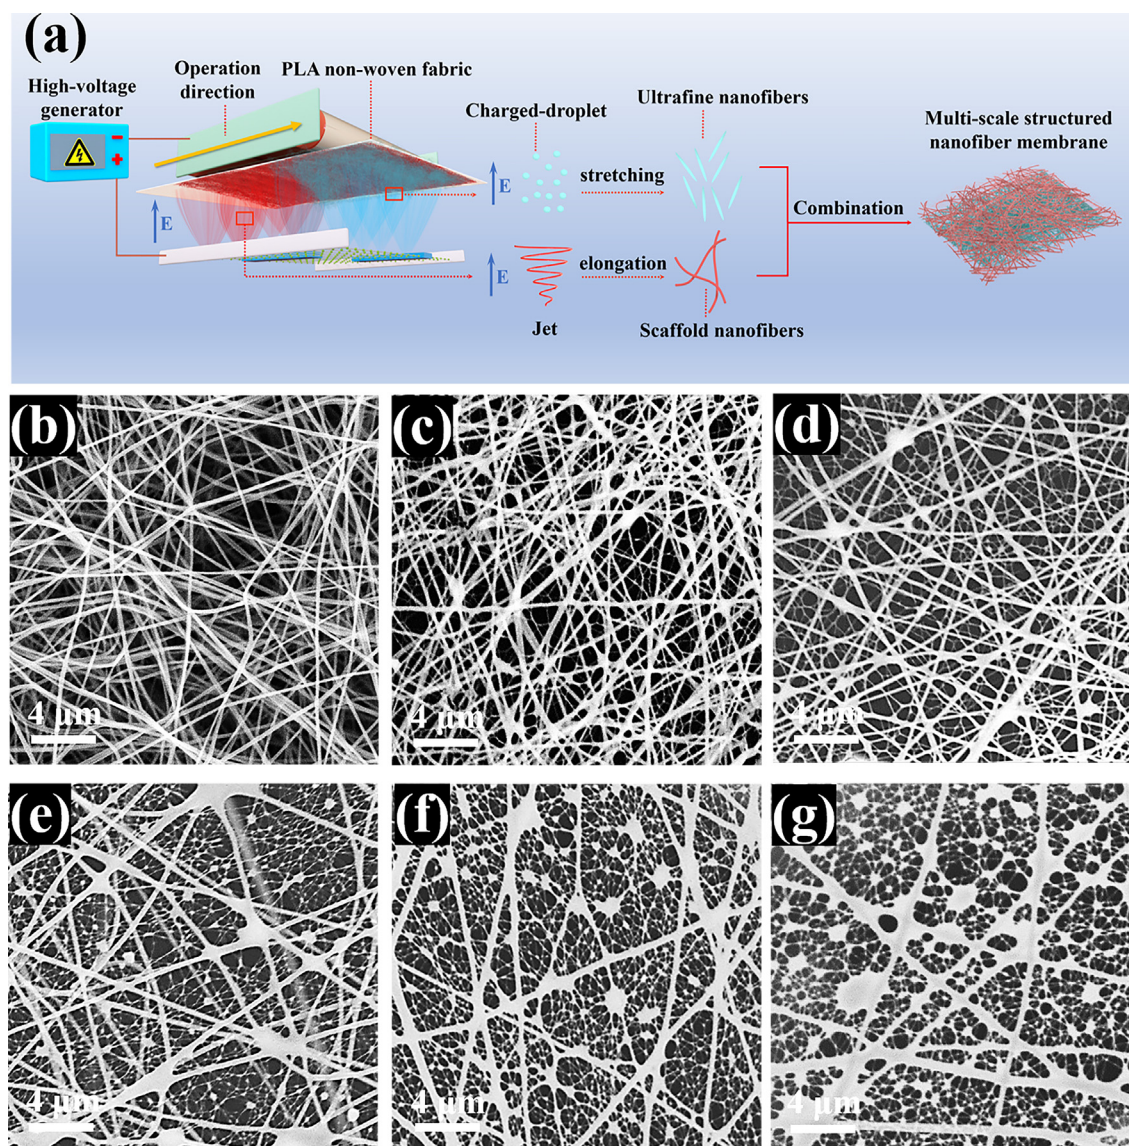 (a)
High-voltage
generator
Operation
direction
PLA non-woven fabric
Charged-droplet
Ultrafine nanofibers
Multi-scale structured
nanofiber membrane
−
+
E
E
stretching
Combination
E
elongation
Jet
Scaffold nanofibers
(b)
4 μm
(c)
4 μm
(d)
4 μm
(e)
4 μm
(f)
4 μm
(g)
4 μm